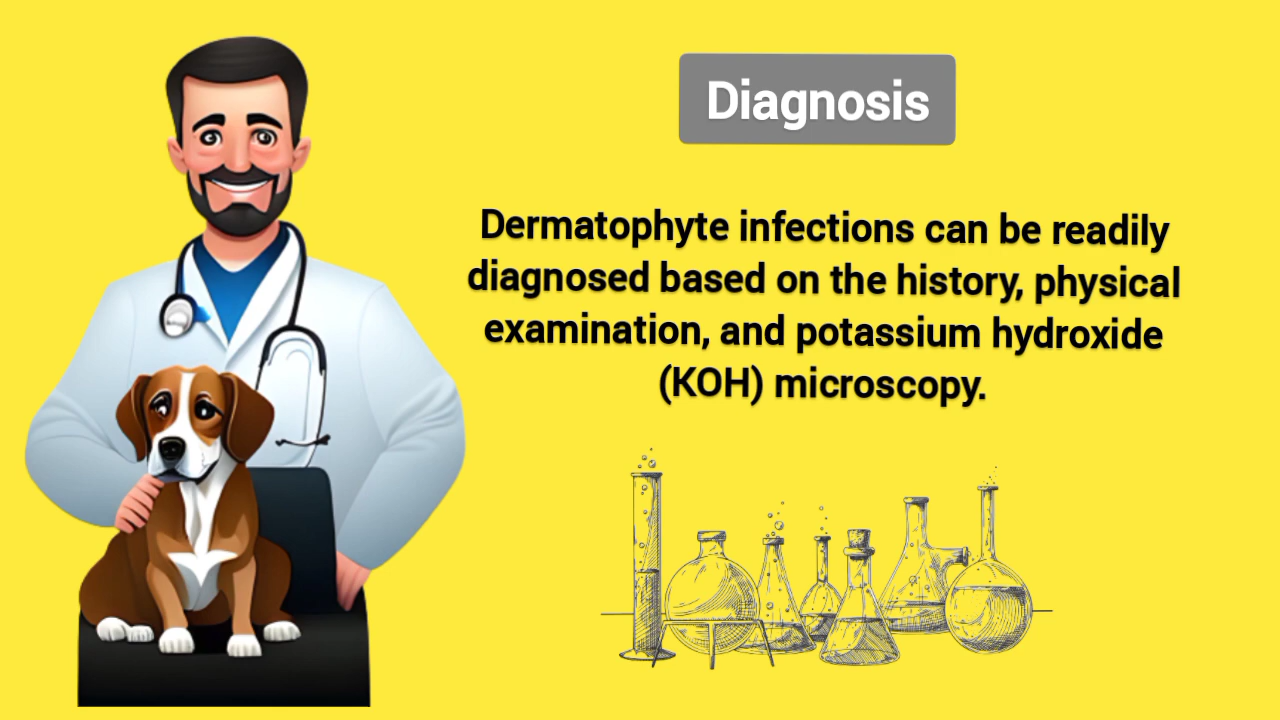 Diagnosis
Dermatophyte infections can be readily
diagnosed based on the history, physical
examination, and potassium hydroxide
(KOH) microscopy.